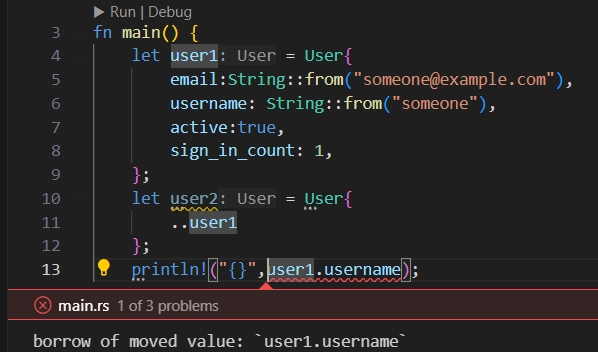 ▶ Run | Debug
3 fn main() {
4 let user1: User = User{
5 email:String::from("someone@example.com"),
6 username: String::from("someone"),
7 active:true,
8 sign_in_count: 1,
9 };
10 let user2: User = User{
11 ..user1
12 };
13 println!("{}",user1.username);
main.rs 1 of 3 problems
borrow of moved value: `user1.username`